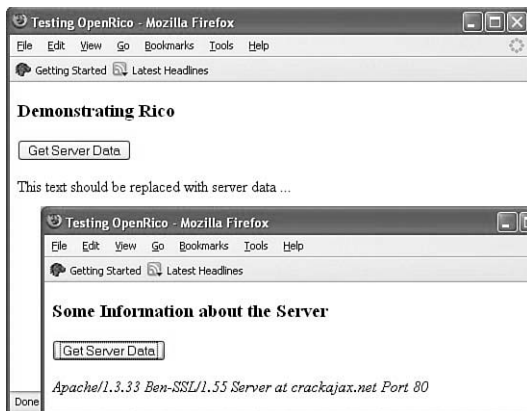 Testing OpenRico - Mozilla Firefox
File Edit View Go Bookmarks Tools Help
Getting Started Latest Headlines
Demonstrating Rico
Get Server Data
This text should be replaced with server data ...
Testing OpenRico - Mozilla Firefox
File Edit View Go Bookmarks Tools Help
Getting Started Latest Headlines
Some Information about the Server
Get Server Data
Apache/1.3.33 Ben-SSL/1.55 Server at crackajax.net Port 80
Done